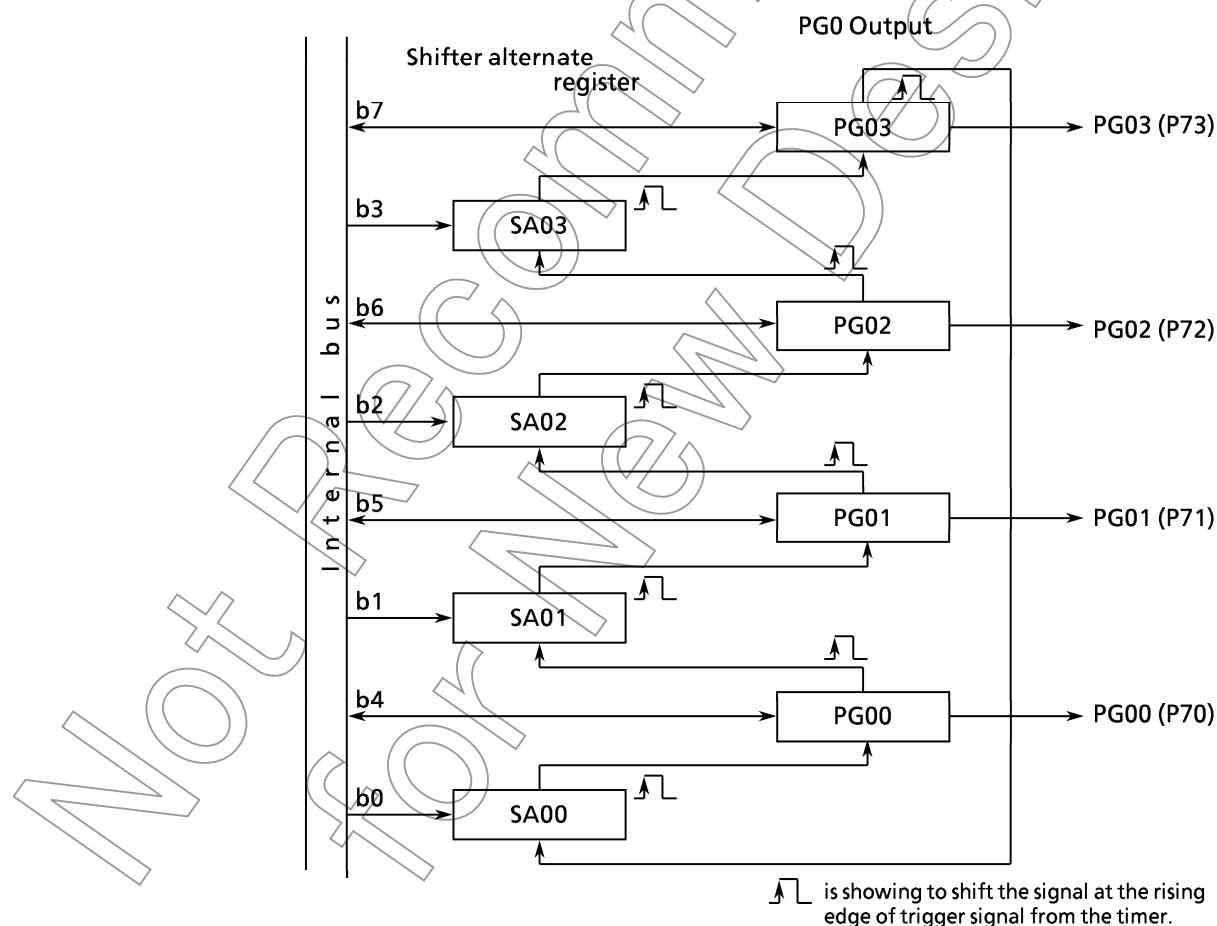 PG0 Output
Shifter alternate
register
b7
PG03
PG03 (P73)
b3
SA03
b6
PG02
PG02 (P72)
b2
SA02
b5
PG01
PG01 (P71)
b1
SA01
b4
PG00
PG00 (P70)
b0
SA00
Internal bus
is showing to shift the signal at the rising
edge of trigger signal from the timer.
Not Recomm
for New Des